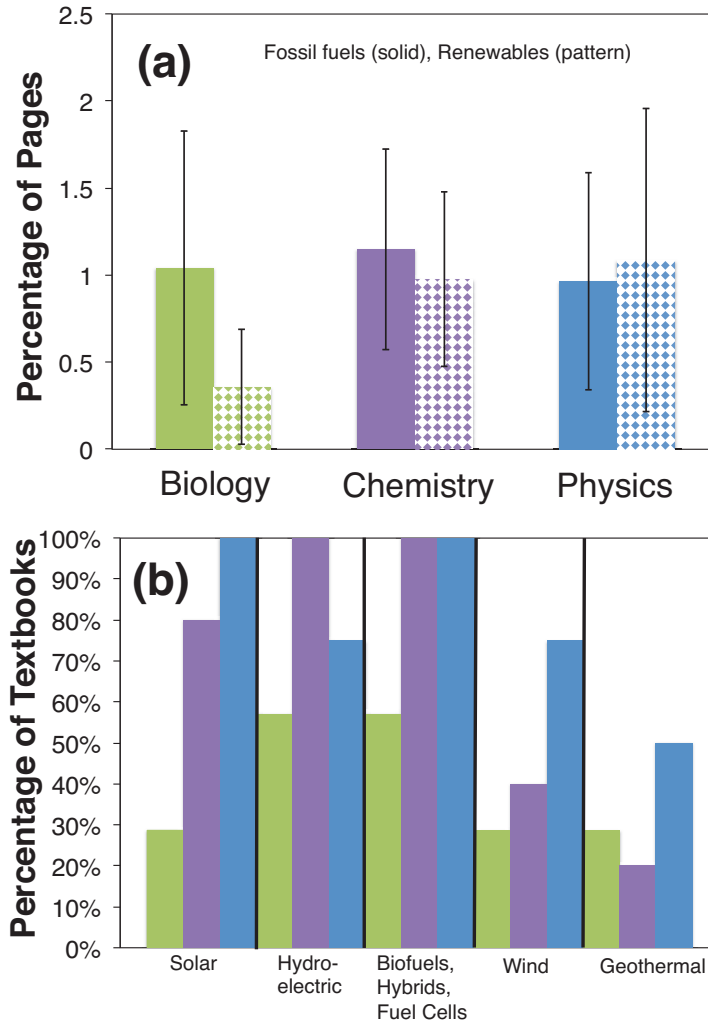 2.5
(a)
Fossil fuels (solid), Renewables (pattern)
2
1.5
1
0.5
0
Percentage of Pages
Biology
Chemistry
Physics
100%
(b)
90%
80%
70%
60%
50%
40%
30%
20%
10%
0%
Percentage of Textbooks
Solar
Hydro-
electric
Biofuels,
Hybrids,
Fuel Cells
Wind
Geothermal